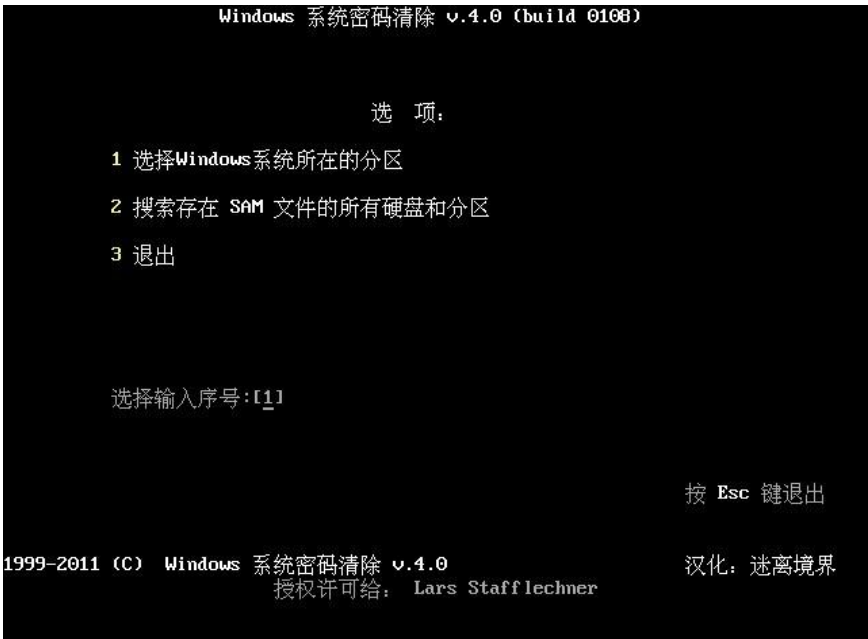 Windows 系统密码清除 v.4.0 (build 0108)
选 项:
1 选择Windows系统所在的分区
2 搜索存在 SAM 文件的所有硬盘和分区
3 退出
选择输入序号:[1]
按 Esc 键退出
1999-2011 (C) Windows 系统密码清除 v.4.0 汉化: 迷离境界
授权许可给: Lars Stafflechner